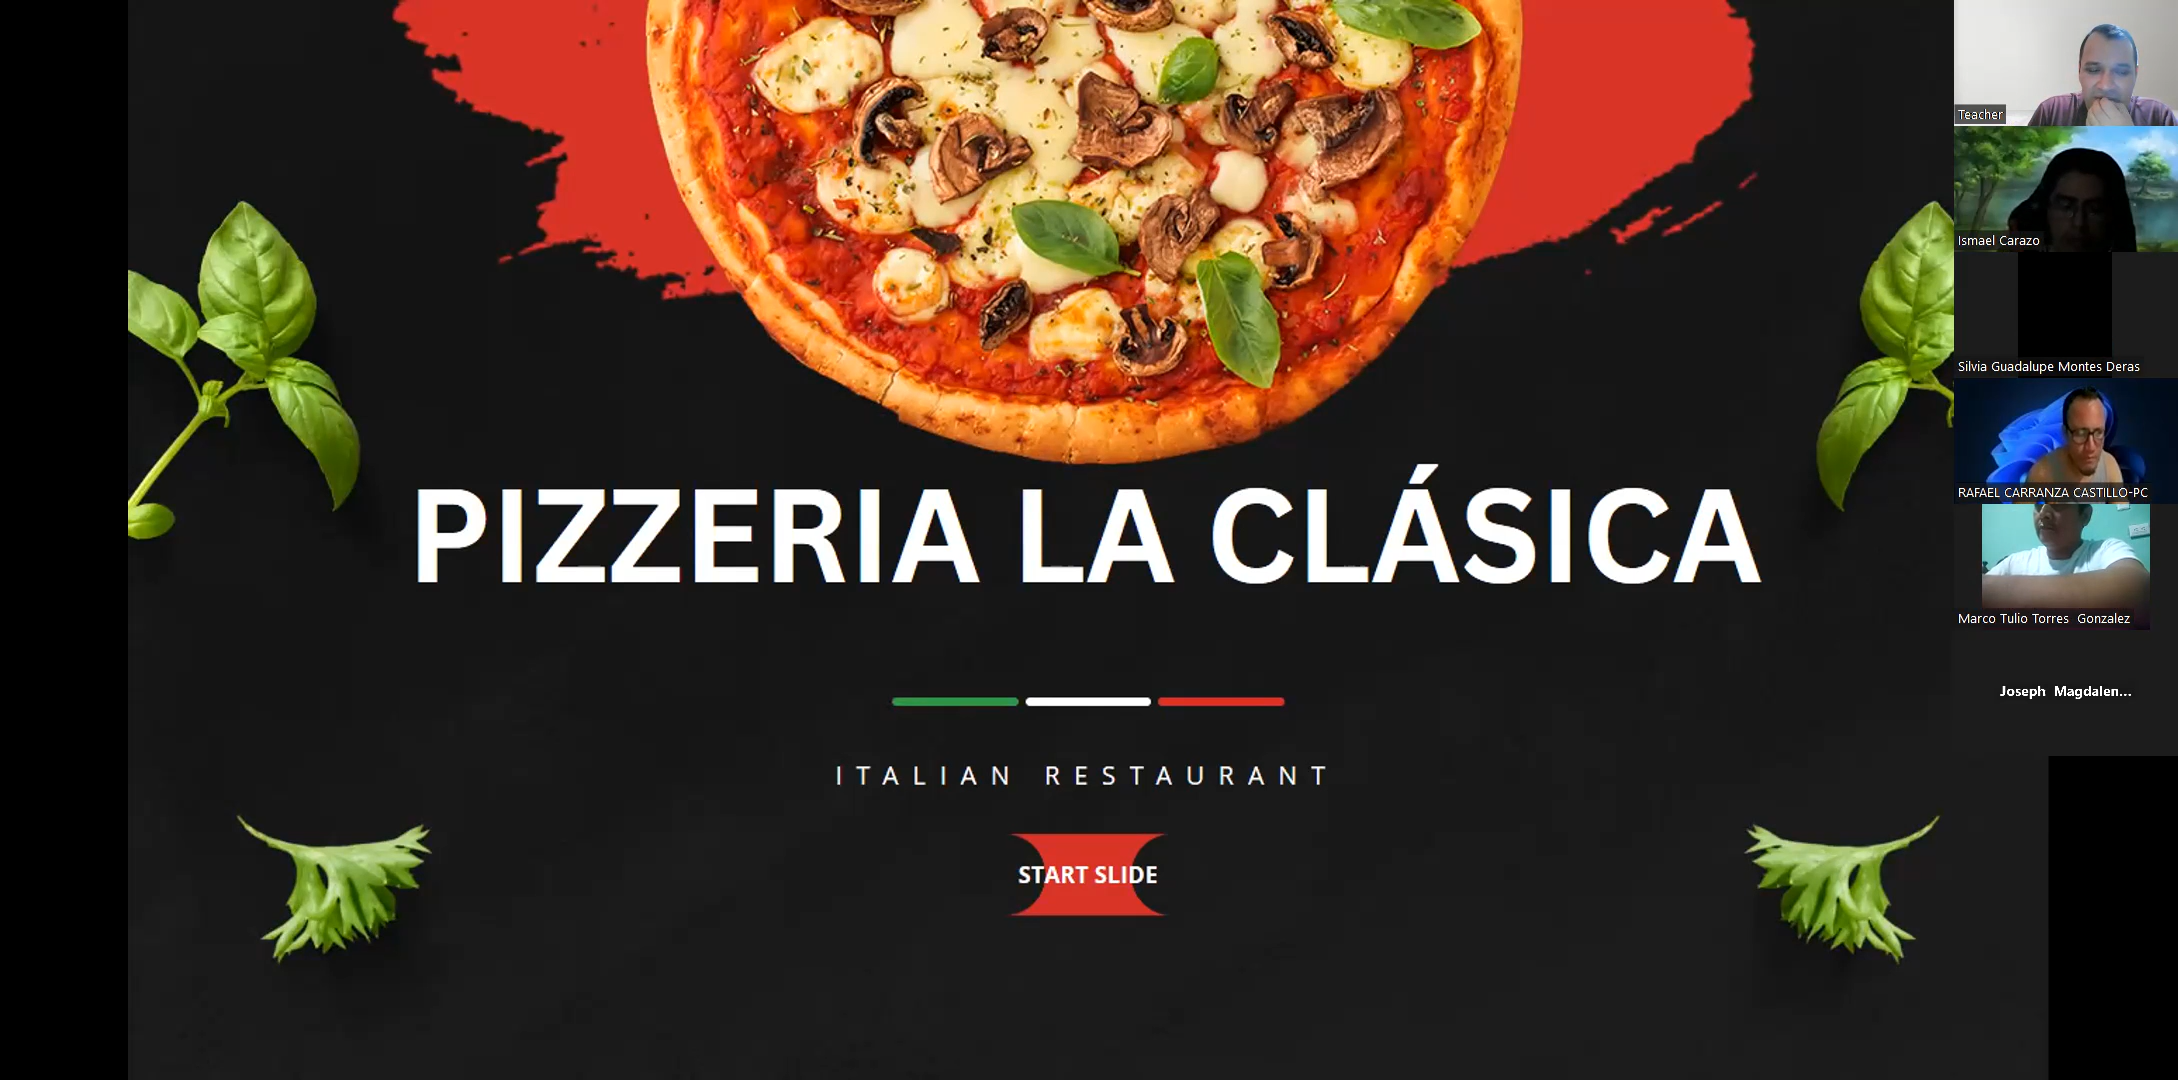 PIZZERIA LA CLÁSICA
ITALIAN RESTAURANT
START SLIDE
Teacher
Ismael Carazo
Silvia Guadalupe Montes Deras
RAFAEL CARRANZA CASTILLO-PC
Marco Tulio Torres Gonzalez
Joseph Magdalen...